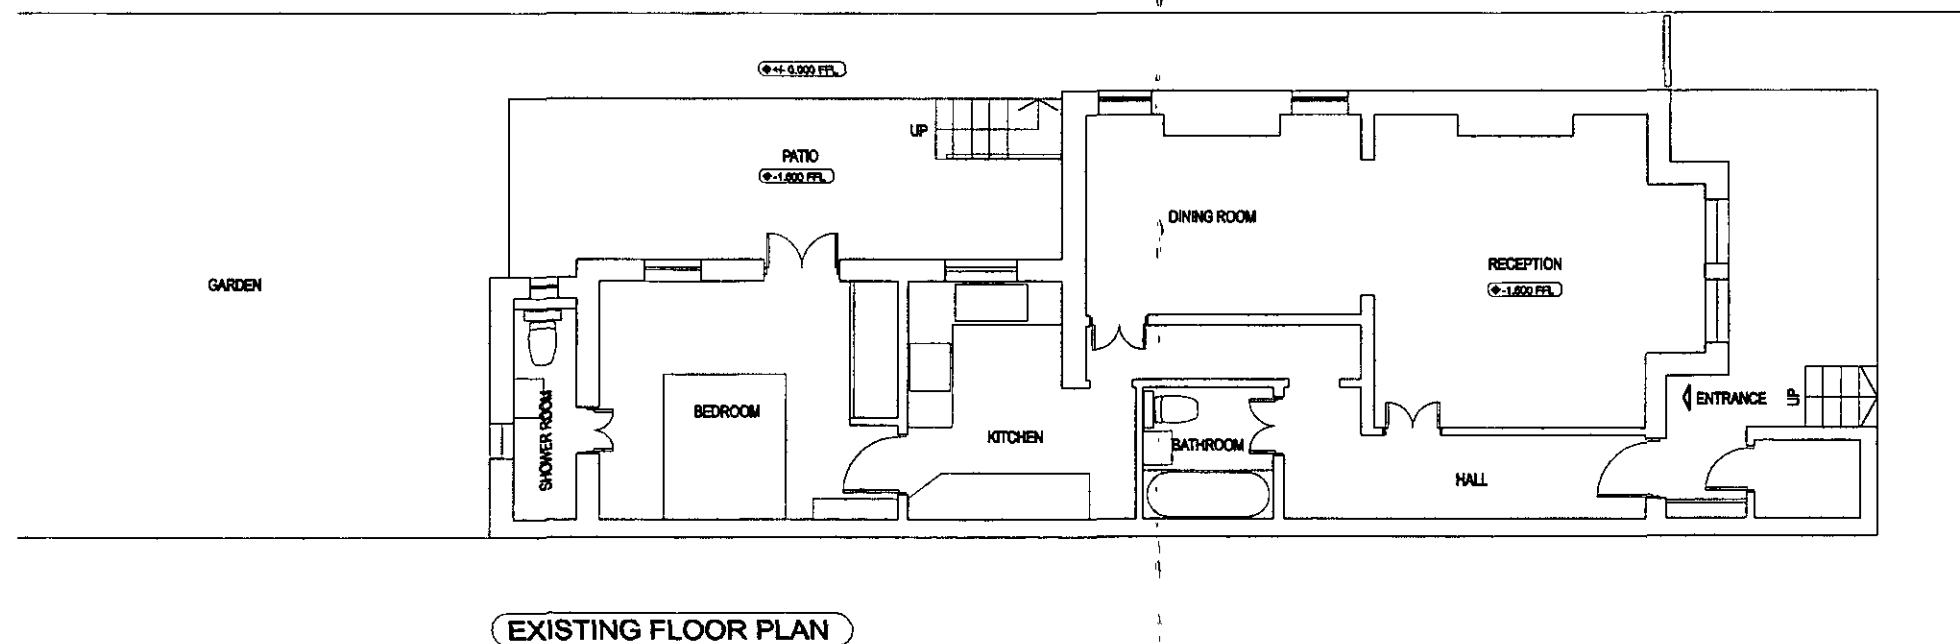 +/- 0.000 FFL
UP
PATIO
-1.600 FFL
DINING ROOM
GARDEN
RECEPTION
-1.600 FFL
BEDROOM
SHOWER ROOM
KITCHEN
BATHROOM
ENTRANCE
UP
HALL
EXISTING FLOOR PLAN